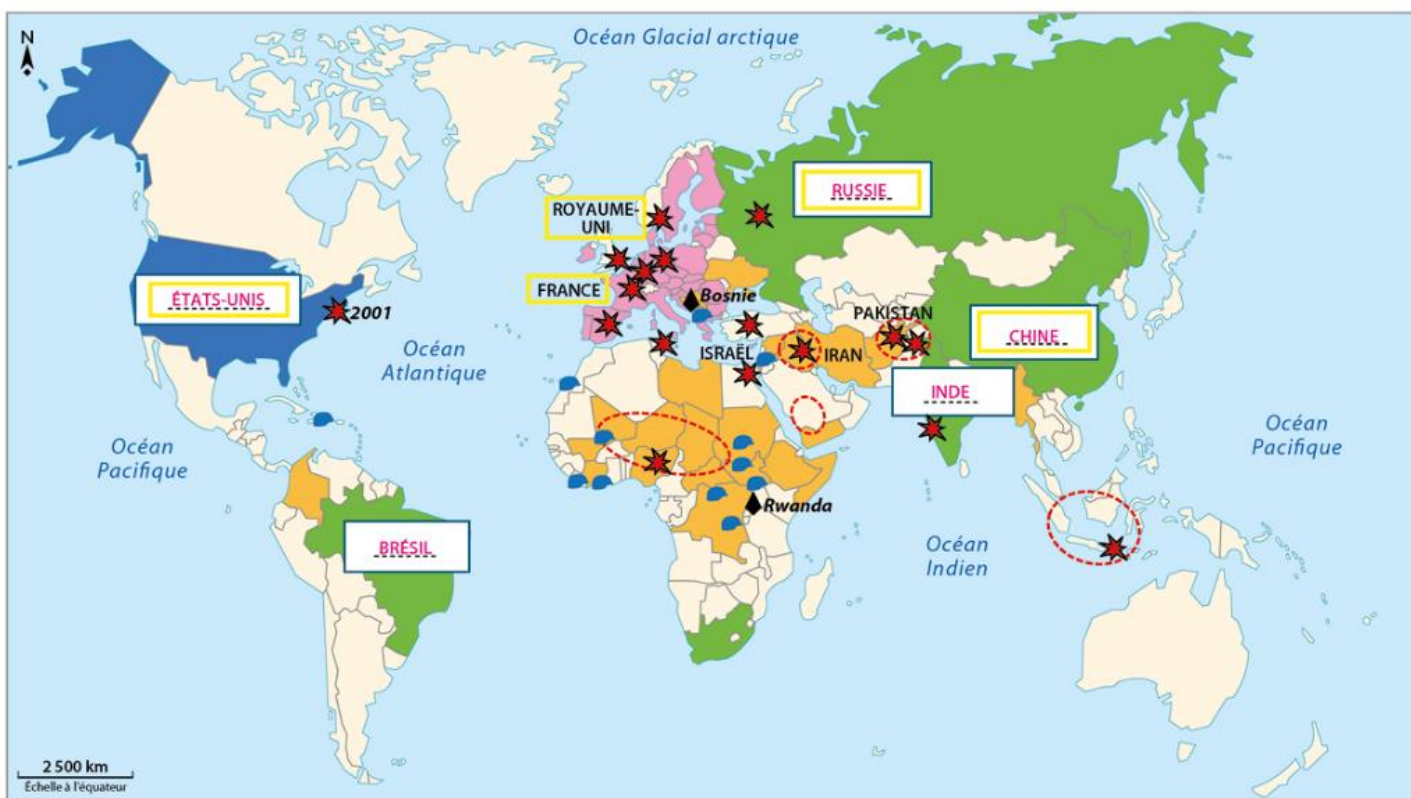 N
Océan Glacial arctique
RUSSIE
ROYAUME-
UNI
ÉTATS-UNIS
2001
FRANCE
Bosnie
PAKISTAN
CHINE
Océan
Atlantique
ISRAËL
IRAN
INDE
Océan
Pacifique
Océan
Pacifique
Rwanda
BRÉSIL
Océan
Indien
2 500 km
Échelle à l'équateur